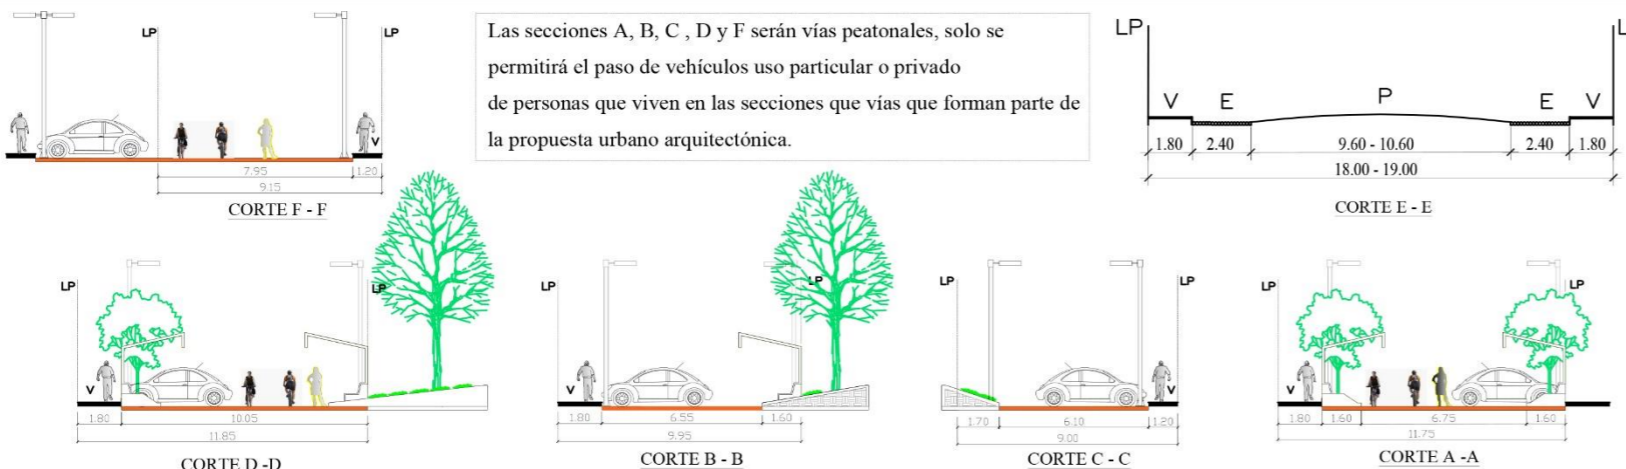 LP
LP
V
7.95
1.20
9.15
CORTE F - F
Las secciones A, B, C , D y F serán vías peatonales, solo se
permitirá el paso de vehículos uso particular o privado
de personas que viven en las secciones que vías que forman parte de
la propuesta urbano arquitectónica.
LP
L
V
E
P
E
V
1.80
2.40
9.60 - 10.60
2.40
1.80
18.00 - 19.00
CORTE E - E
LP
LP
V
1.80
10.05
11.85
CORTE D -D
LP
LP
V
1.80
6.55
1.60
9.95
CORTE B - B
LP
LP
V
1.70
6.10
1.20
9.00
CORTE C - C
LP
LP
V
1.80
1.60
6.75
1.60
11.75
CORTE A -A